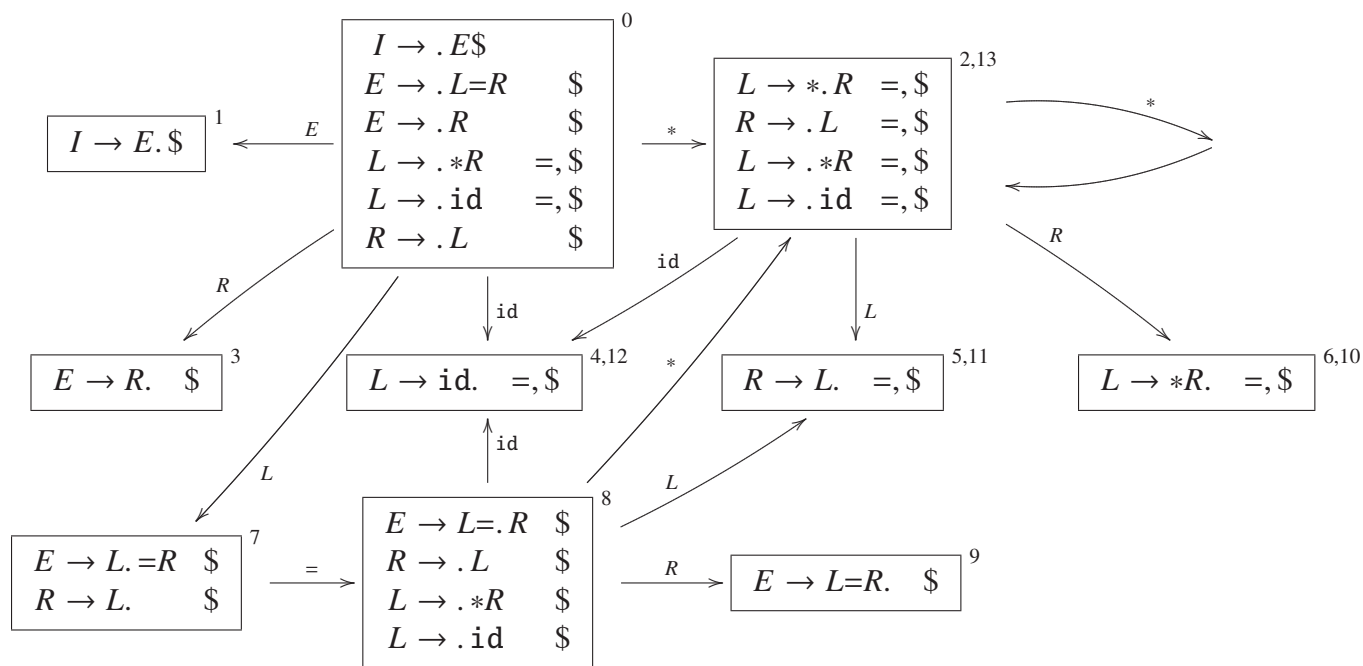 0
I → . E$
E → . L=R $
E → . R $
L → . *R =, $
L → . id =, $
R → . L $
2,13
L → *. R =, $
R → . L =, $
L → . *R =, $
L → . id =, $
1
I → E. $
E
*
*
R
id
id
L
R
3
E → R. $
4,12
L → id. =, $
5,11
R → L. =, $
6,10
L → *R. =, $
*
id
L
L
7
E → L. =R $
R → L. $
=
8
E → L=. R $
R → . L $
L → . *R $
L → . id $
R
9
E → L=R. $